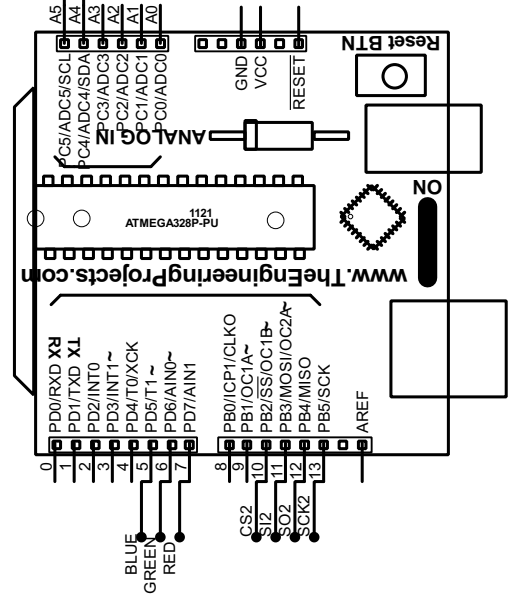 A5
A4
A3
A2
A1
A0
PC5/ADC5/SCL
PC4/ADC4/SDA
PC3/ADC3
PC2/ADC2
PC1/ADC1
PC0/ADC0
GND
VCC
RESET
Reset BTN
ANALOG IN
ON
1121
ATMEGA328P-PU
www.TheEngineeringProjects.com
PD0/RXD RX
PD1/TXD TX
PD2/INT0
PD3/INT1~
PD4/T0/XCK
PD5/T1~
PD6/AIN0~
PD7/AIN1
PB0/ICP1/CLKO
PB1/OC1A~
PB2/SS/OC1B~
PB3/MOSI/OC2A~
PB4/MISO
PB5/SCK
AREF
0
1
2
3
4
5
6
7
8
9
10
11
12
13
BLUE
GREEN
RED
CS2
SI2
SO2
SCK2